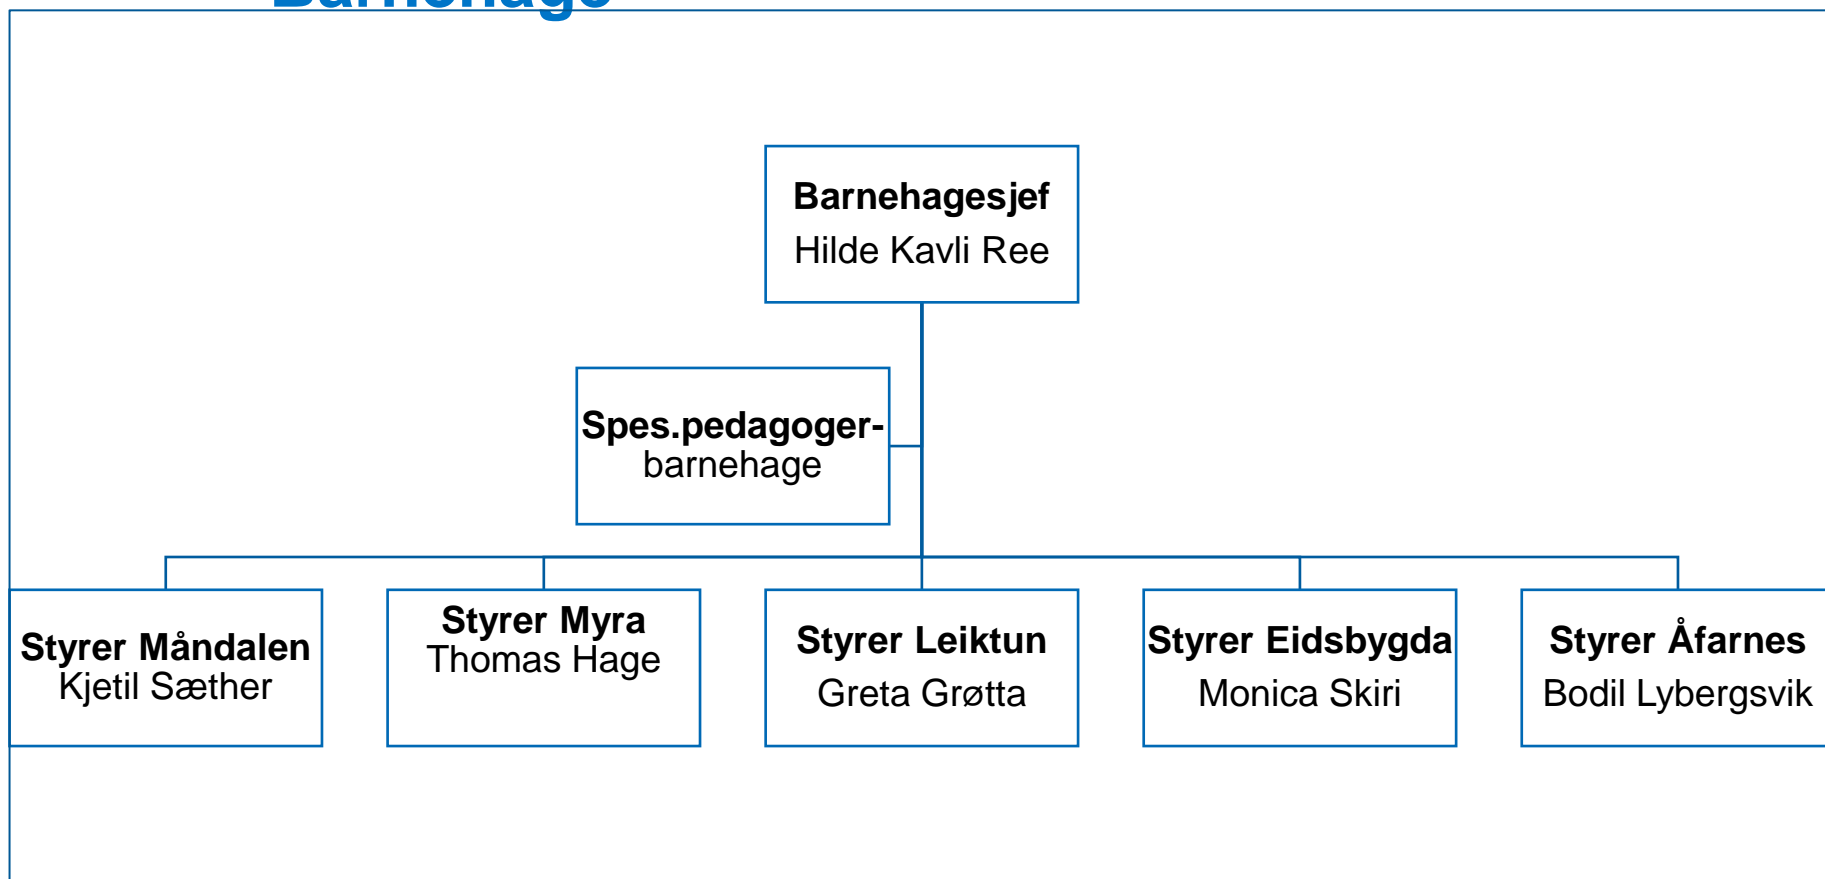 Barnehage
Barnehagesjef
Hilde Kavli Ree
Spes.pedagoger-
barnehage
Styrer Måndalen
Kjetil Sæther
Styrer Myra
Thomas Hage
Styrer Leiktun
Greta Grøtta
Styrer Eidsbygda
Monica Skiri
Styrer Åfarnes
Bodil Lybergsvik